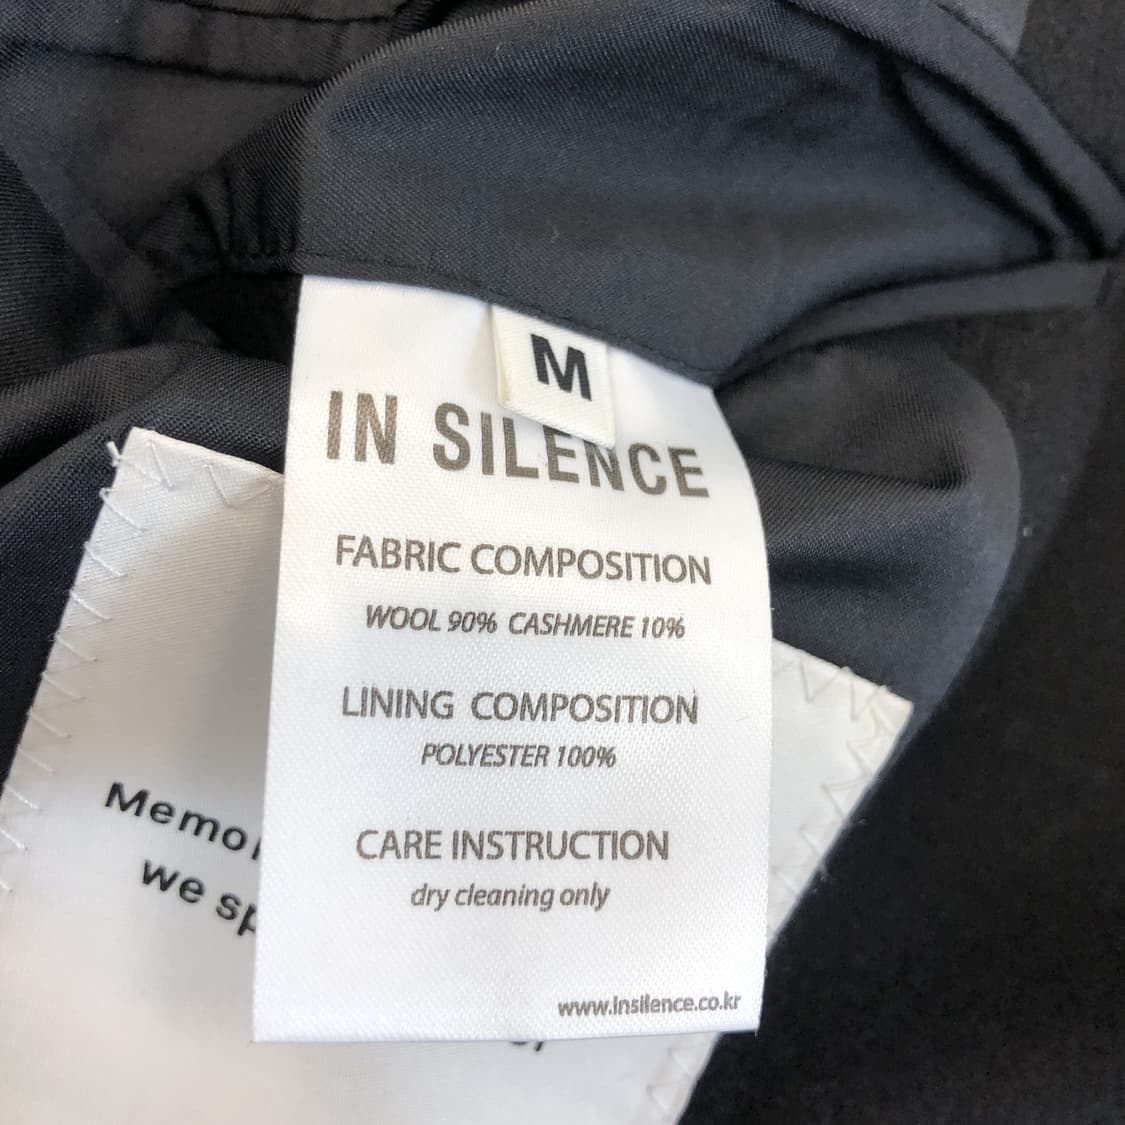 M
IN SILENCE
FABRIC COMPOSITION
WOOL 90% CASHMERE 10%
LINING COMPOSITION
POLYESTER 100%
CARE INSTRUCTION
dry cleaning only
www.insilence.co.kr
we